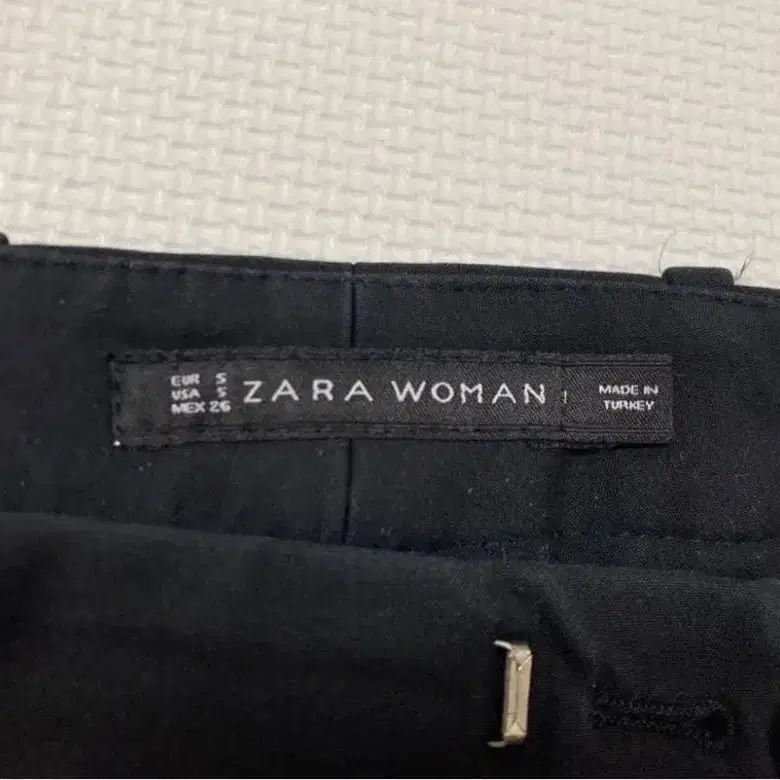 EUR S
USA S
MEX 26
ZARA WOMAN
MADE IN
TURKEY